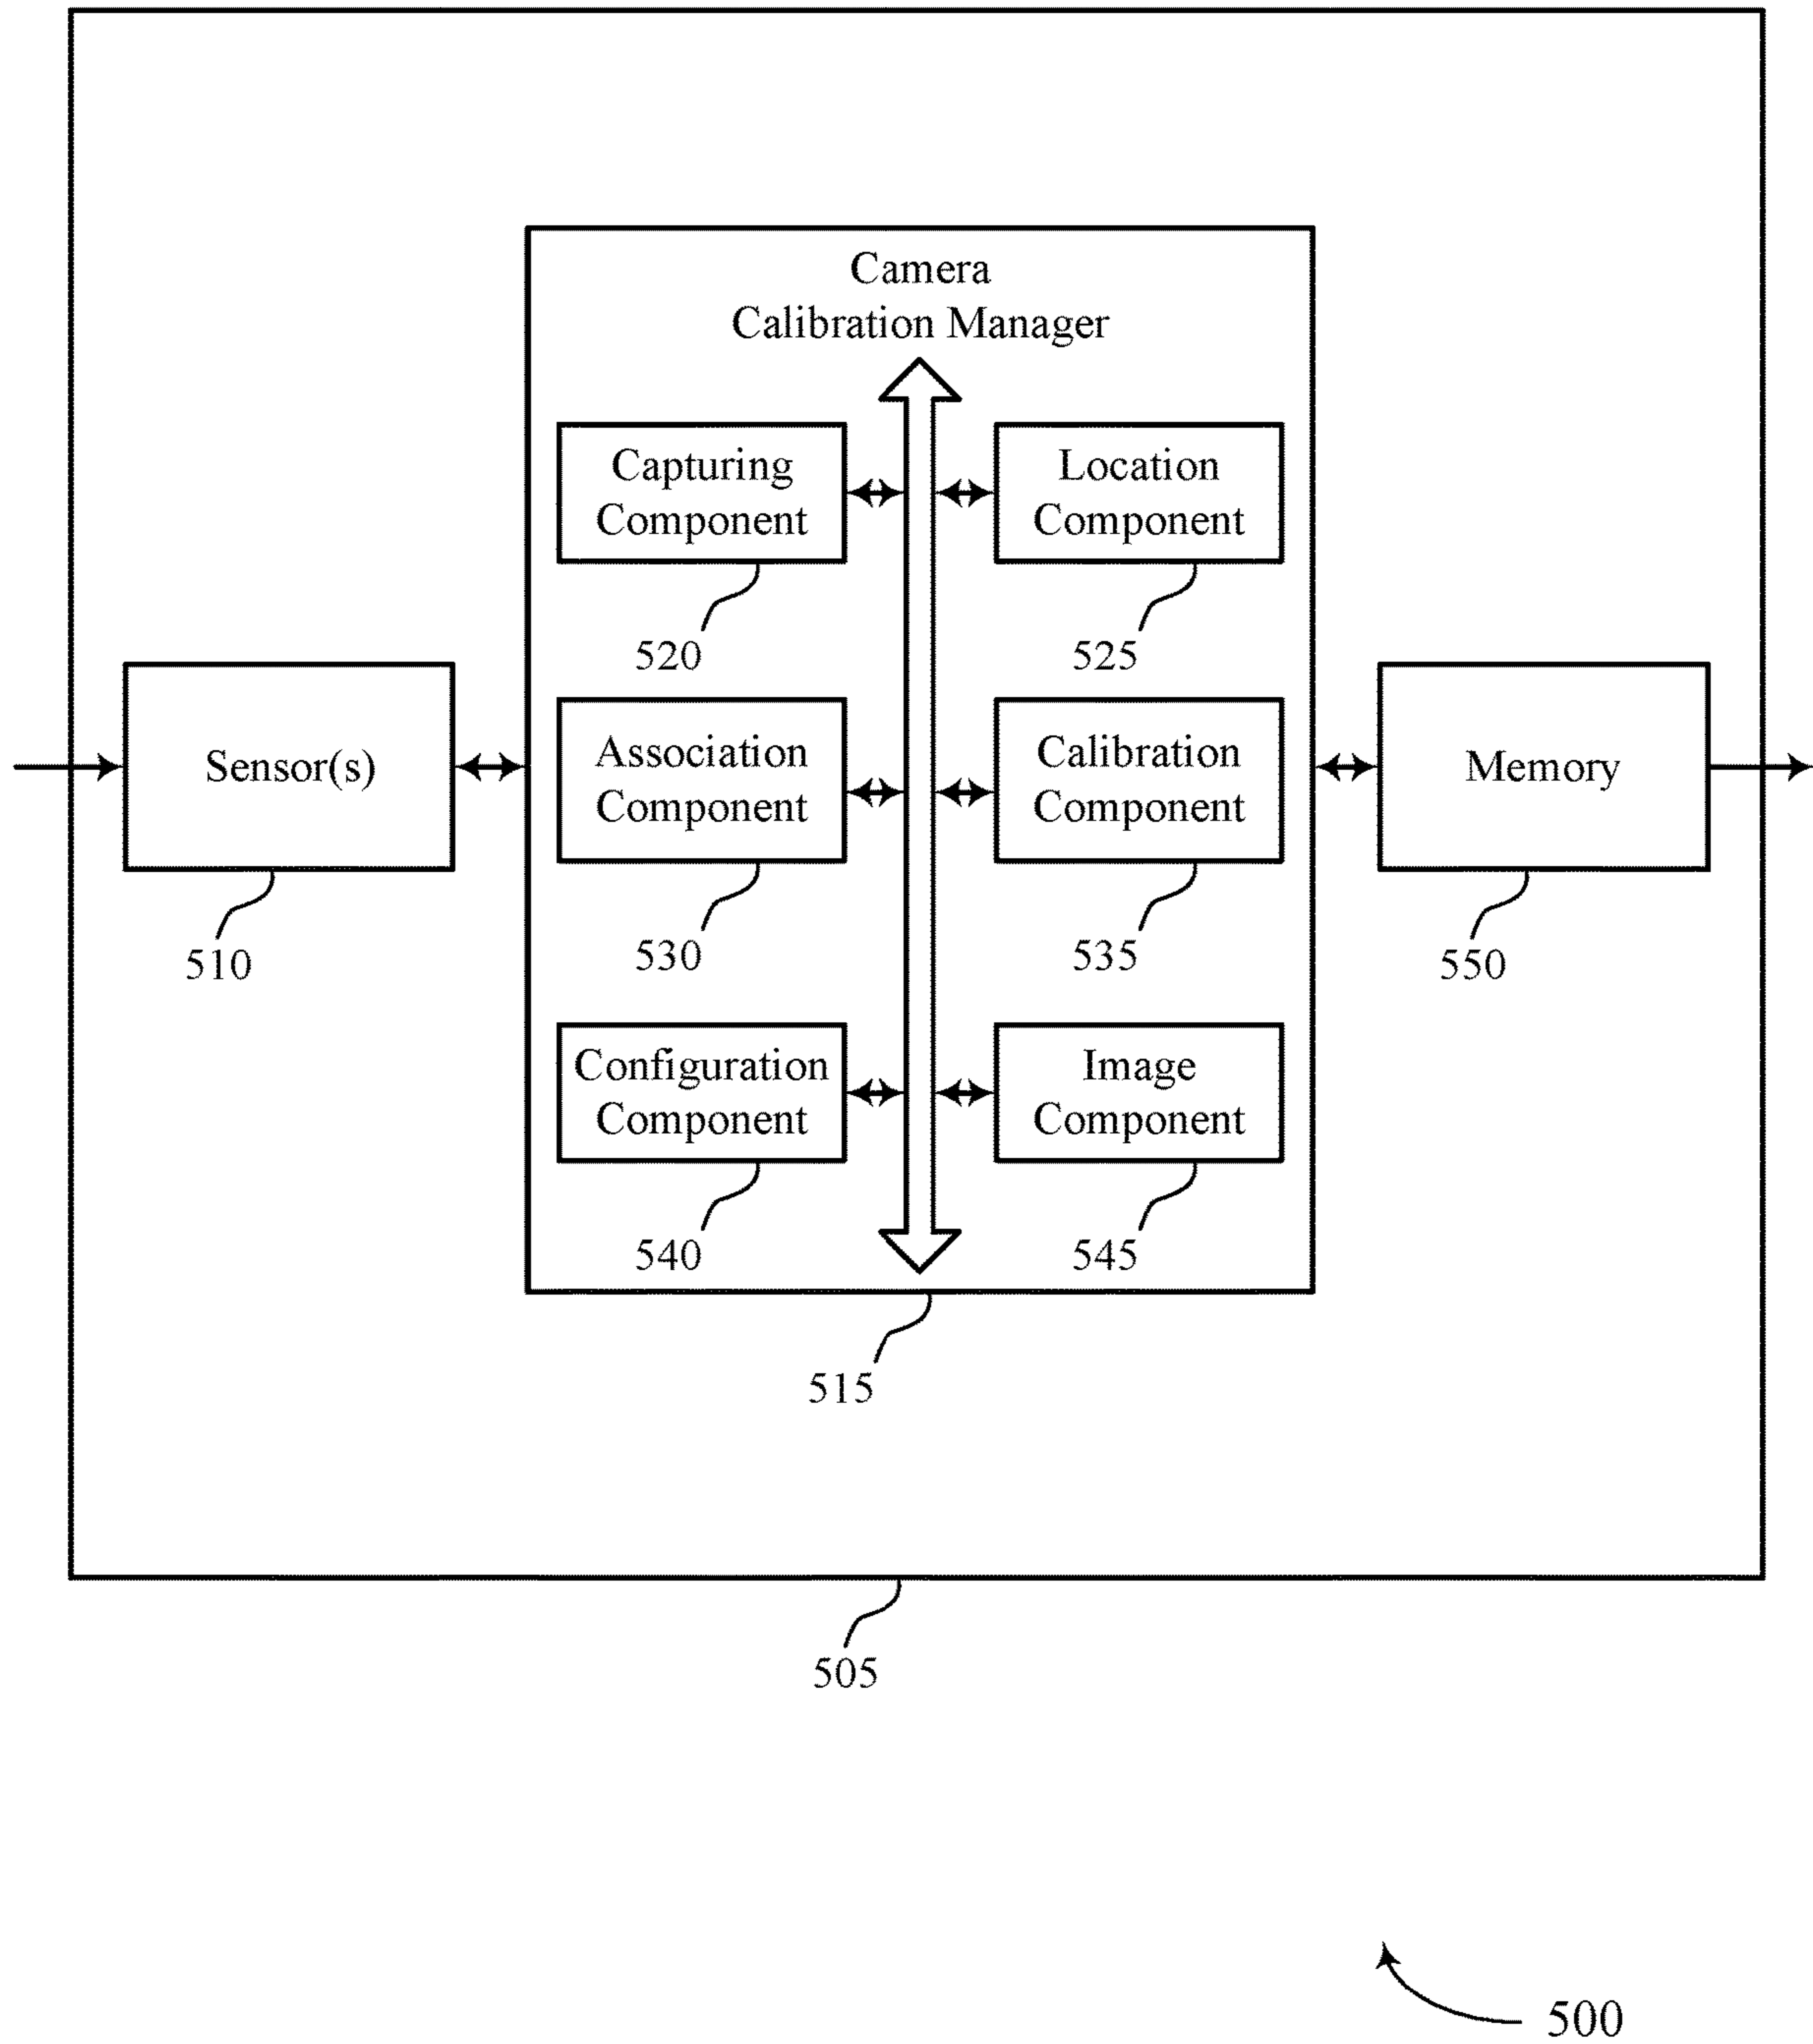 Camera
Calibration Manager
Capturing
Component
520
Location
Component
525
Sensor(s)
510
Association
Component
530
Calibration
Component
535
Memory
550
Configuration
Component
540
Image
Component
545
515
505
500